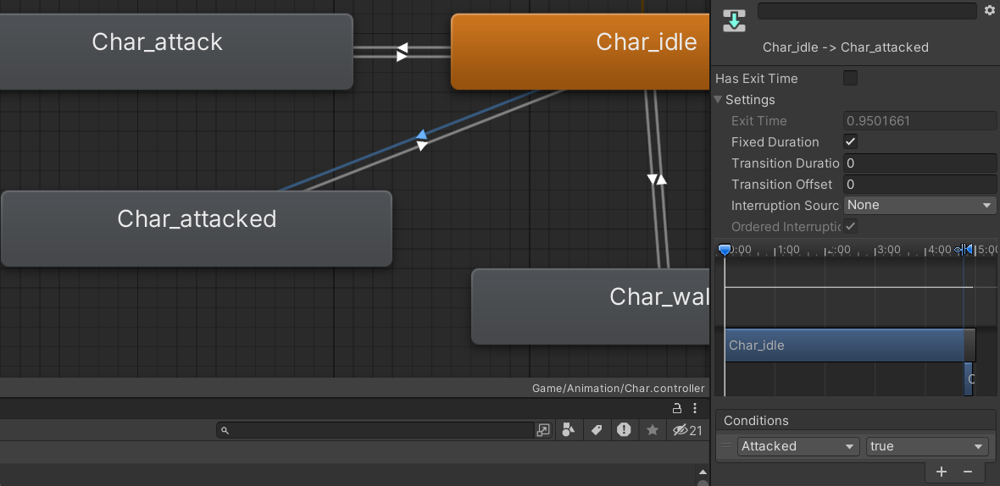 Char_attack
Char_idle
Char_attacked
Char_wal
Game/Animation/Char.controller
21
Char_idle -> Char_attacked
Has Exit Time
Settings
Exit Time 0.9501661
Fixed Duration
Transition Duratio 0
Transition Offset 0
Interruption Sourc None
Ordered Interruptic
0:00 1:00 2:00 3:00 4:00 5:00
Char_idle
C
Conditions
Attacked true